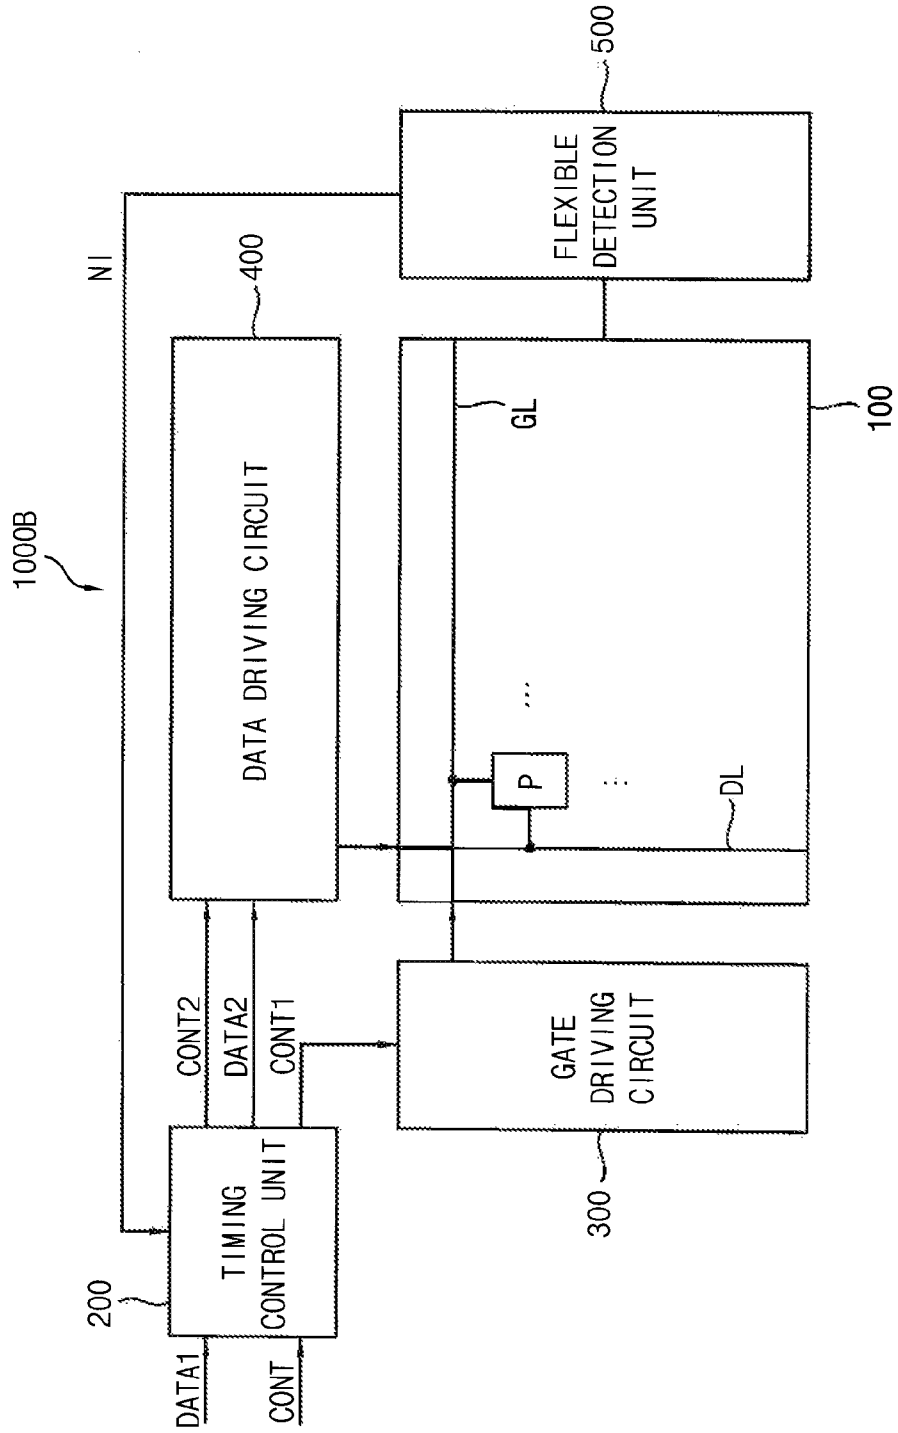 1000B
NI
200
400
500
DATA1
CONT
TIMING
CONTROL UNIT
CONT2
DATA2
CONT1
DATA DRIVING CIRCUIT
GATE
DRIVING
CIRCUIT
300
GL
P
...
...
DL
100
FLEXIBLE
DETECTION
UNIT